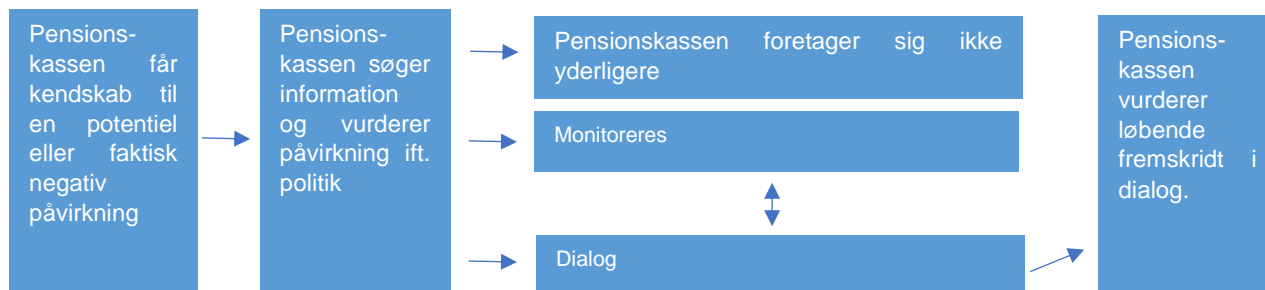 Pensions-
kassen får
kendskab til
en potentiel
eller faktisk
negativ
påvirkning
Pensions-
kassen søger
information
og vurderer
påvirkning ift.
politik
Pensionskassen foretager sig ikke
yderligere
Monitoreres
Dialog
Pensions-
kassen
vurderer
løbende
fremskridt i
dialog.